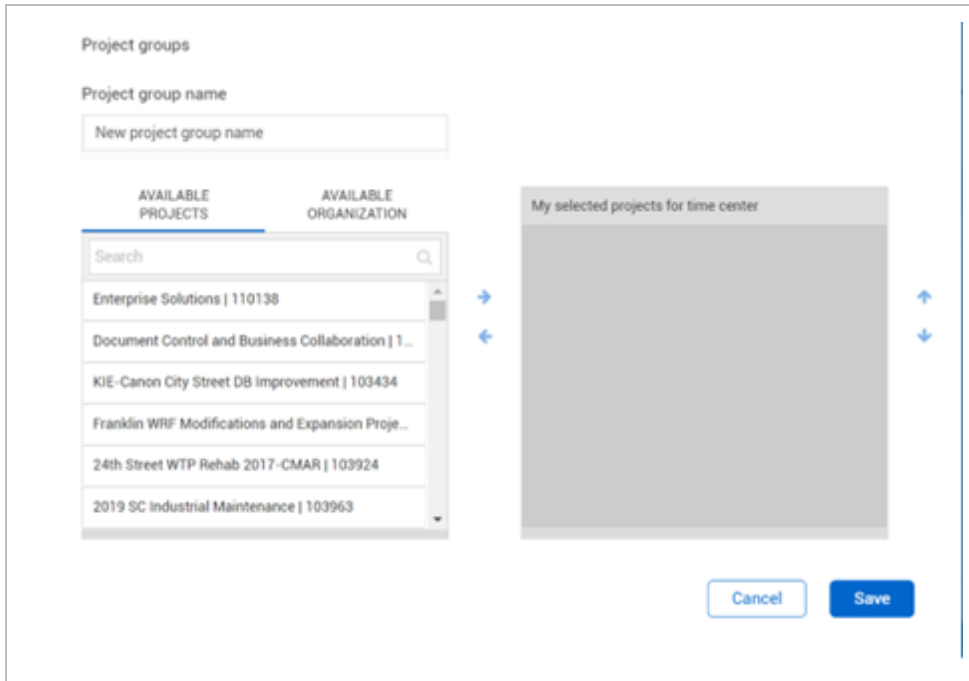 Project groups
Project group name
New project group name
AVAILABLE
PROJECTS
AVAILABLE
ORGANIZATION
Search
Enterprise Solutions | 110138
Document Control and Business Collaboration | 1...
KIE-Canon City Street DB Improvement | 103434
Franklin WRF Modifications and Expansion Proje...
24th Street WTP Rehab 2017-CMAR | 103924
2019 SC Industrial Maintenance | 103963
My selected projects for time center
Cancel
Save